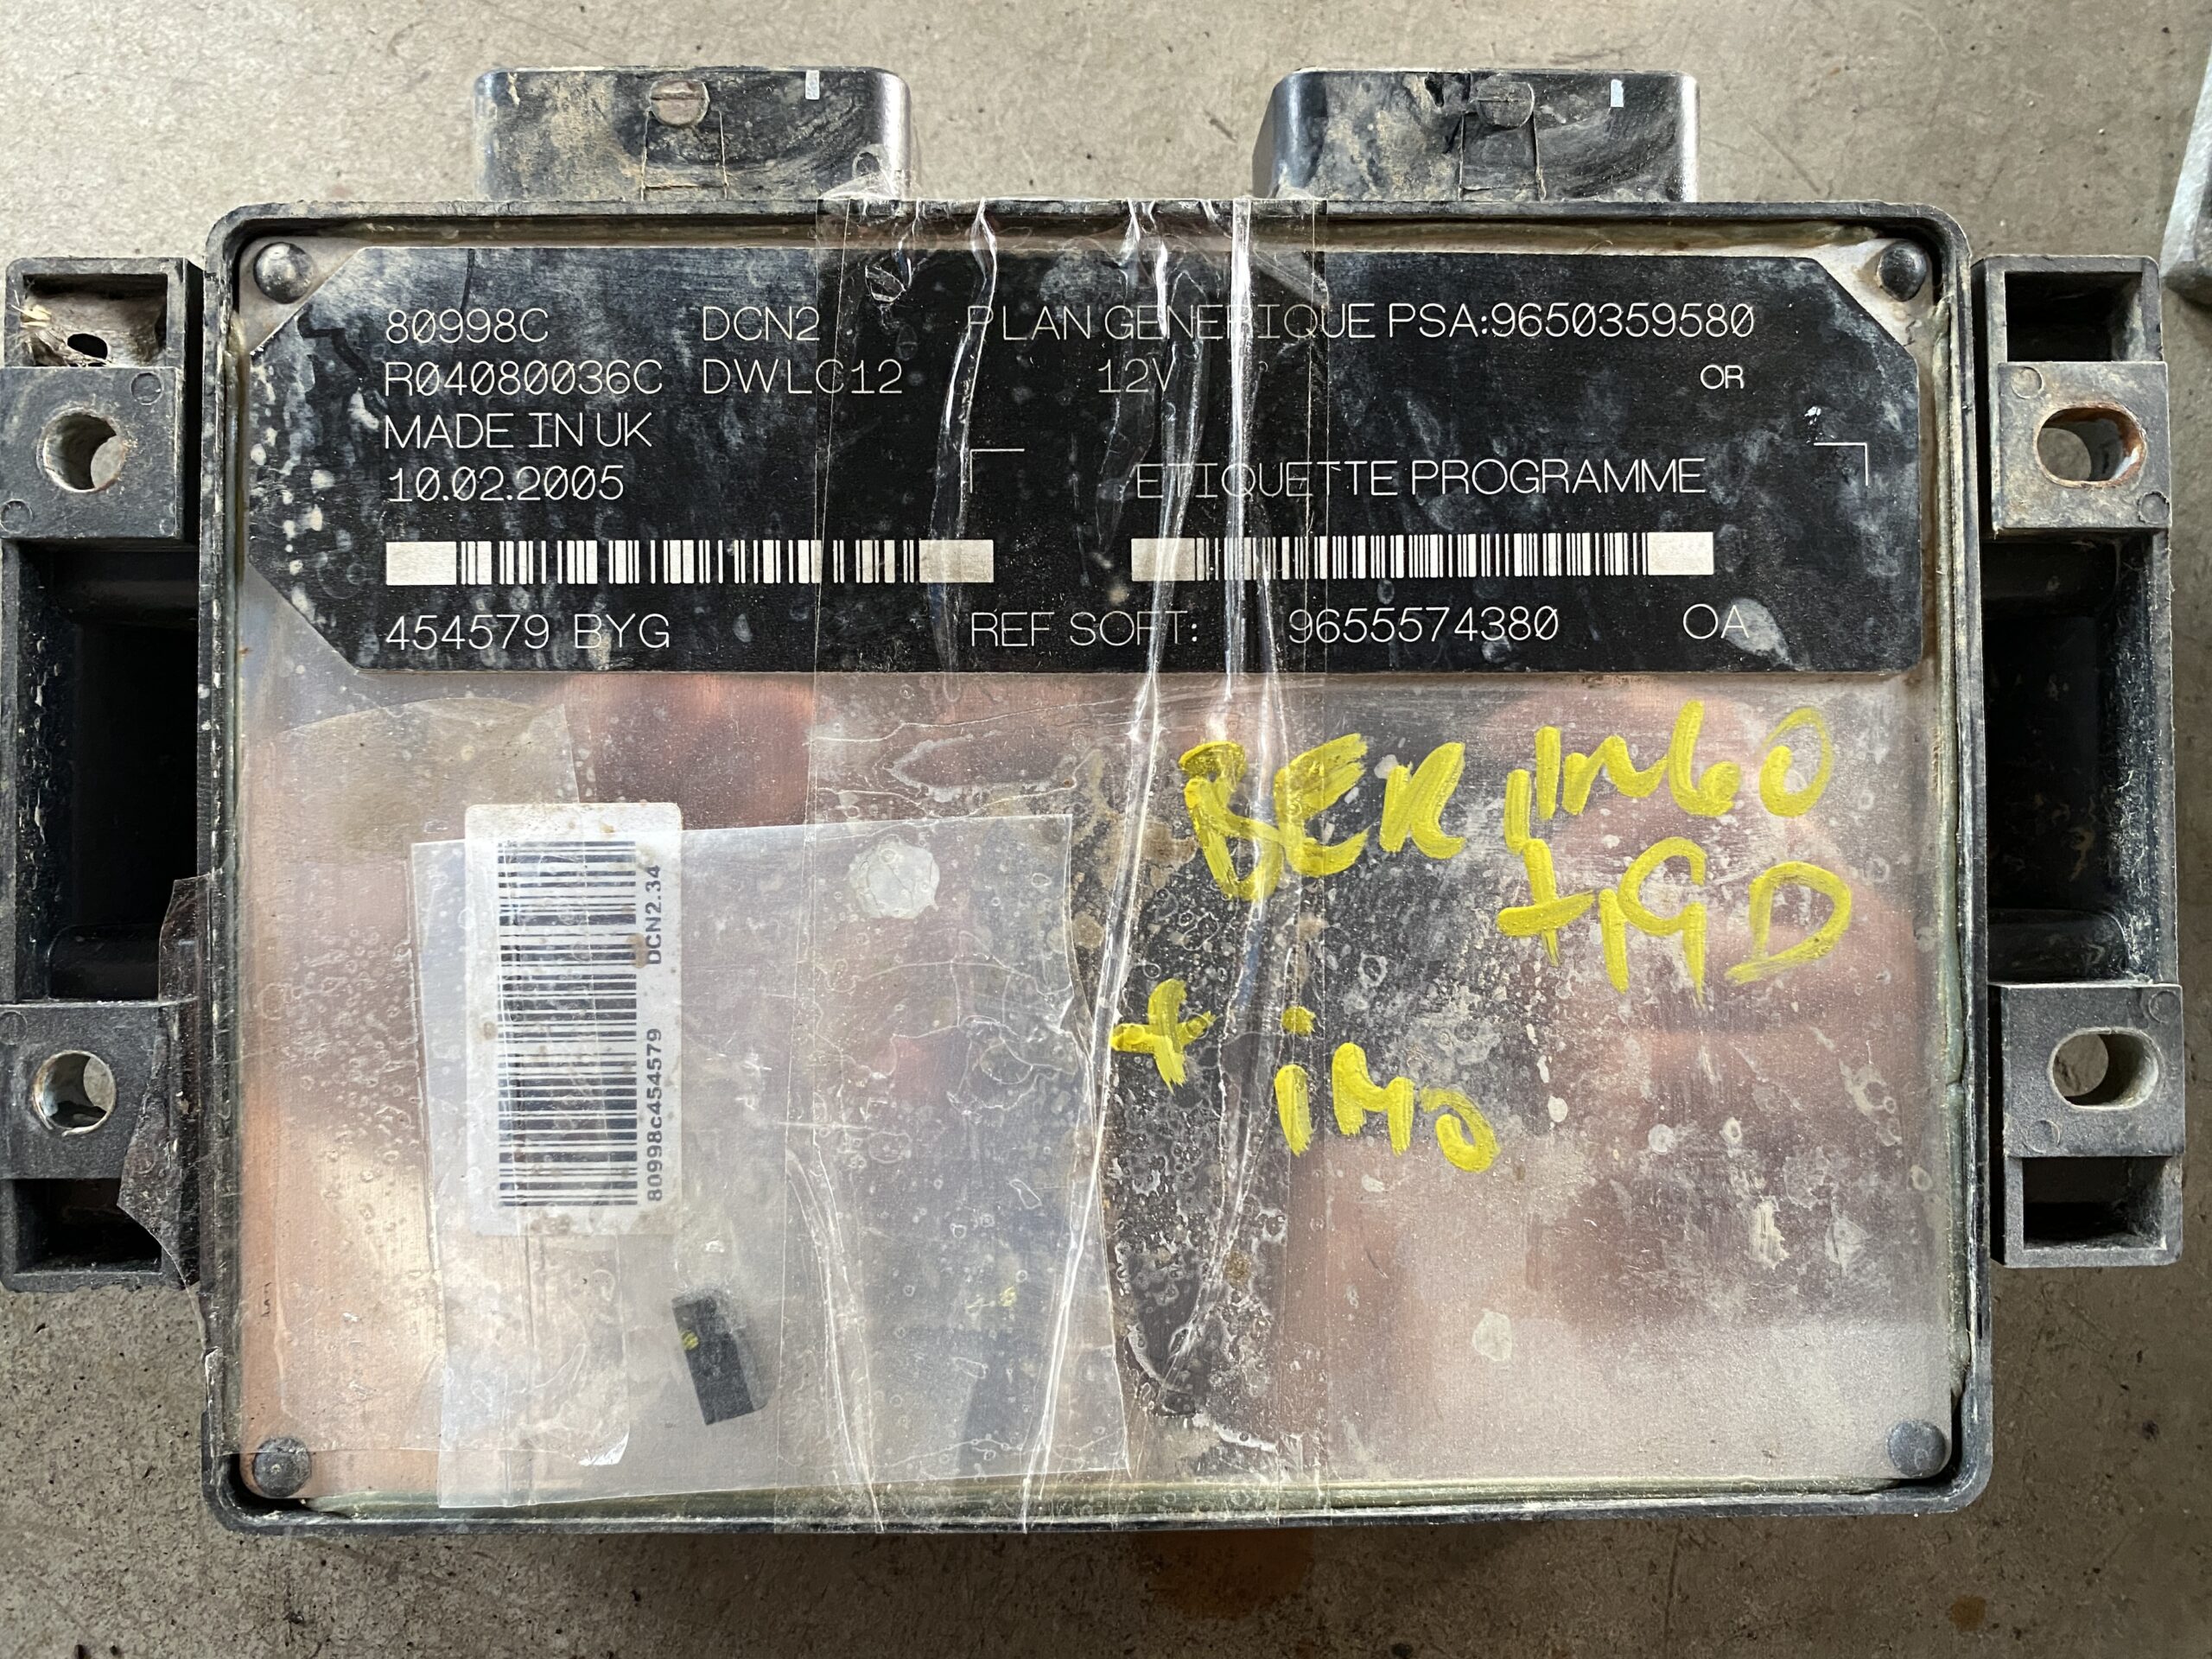 80998C DCN2 PLAN GENERIQUE PSA:9650359580
R04080036C DWLC12 12V OR
MADE IN UK
10.02.2005
ETIQUETTE PROGRAMME
454579 BYG REF SOFT: 9655574380 OA
BERLINGO
1,9D
+ iMO
80998c454579 DCN2.34